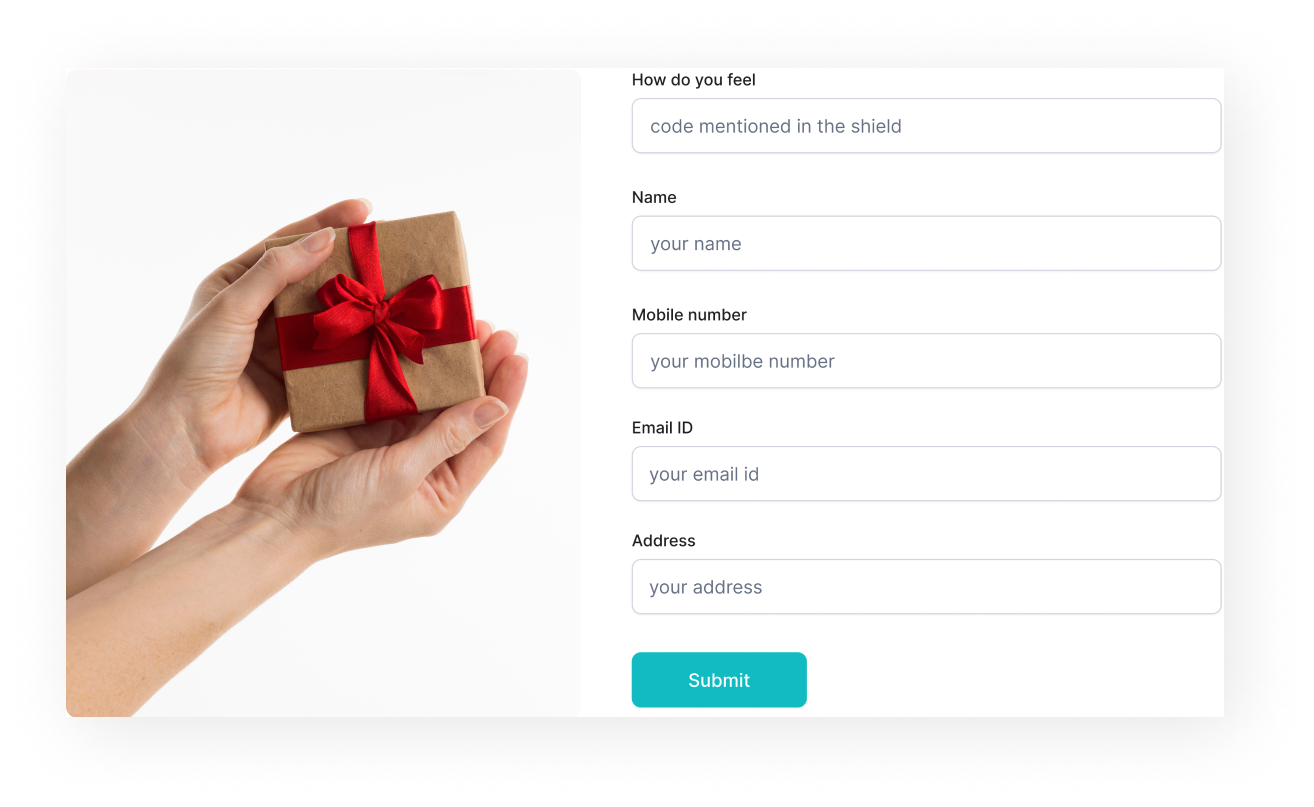 How do you feel
code mentioned in the shield
Name
your name
Mobile number
your mobilbe number
Email ID
your email id
Address
your address
Submit